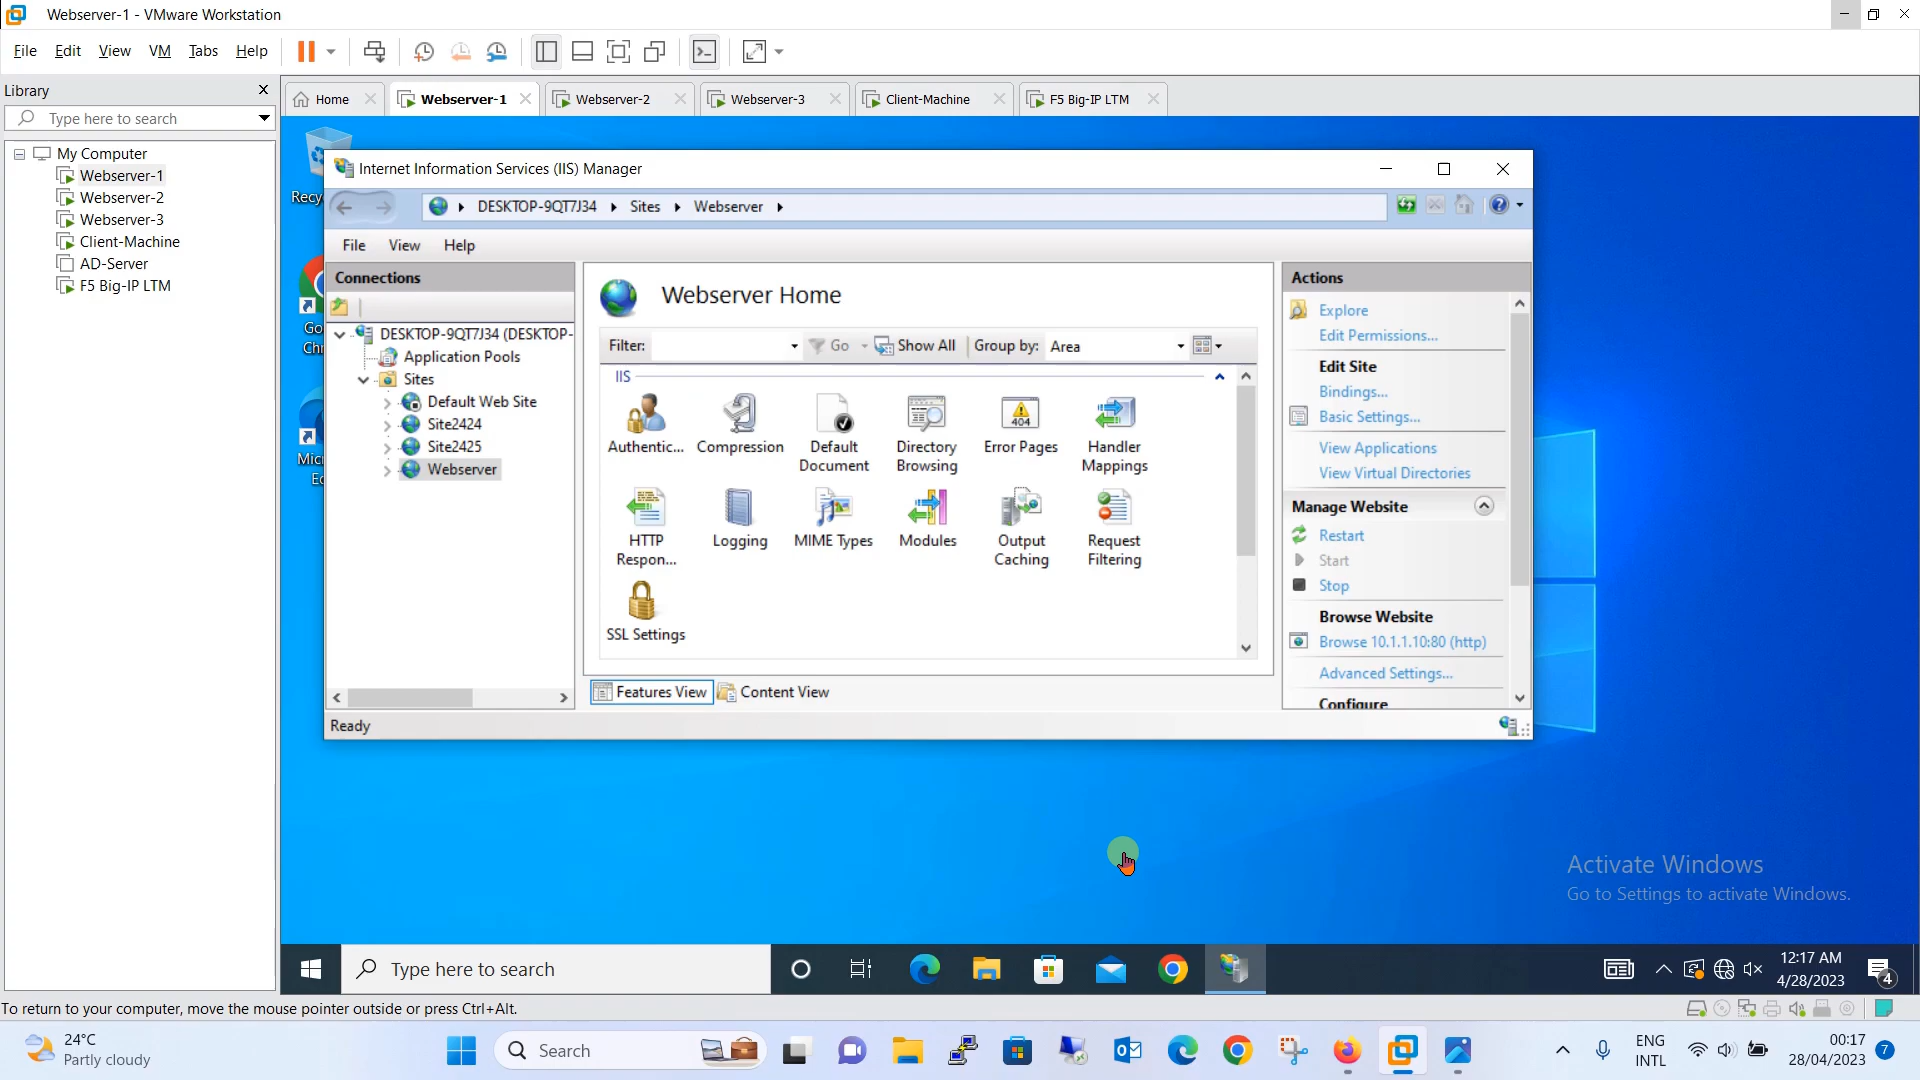 Webserver-1 - VMware Workstation
File Edit View VM Tabs Help
Library
Type here to search
My Computer
Webserver-1
Webserver-2
Webserver-3
Client-Machine
AD-Server
F5 Big-IP LTM
Home Webserver-1 Webserver-2 Webserver-3 Client-Machine F5 Big-IP LTM
Internet Information Services (IIS) Manager
DESKTOP-9QT7J34 Sites Webserver
File View Help
Connections
DESKTOP-9QT7J34 (DESKTOP-
Application Pools
Sites
Default Web Site
Site2424
Site2425
Webserver
Webserver Home
Filter: Go Show All Group by: Area
IIS
Authentic...
Compression
Default Document
Directory Browsing
Error Pages
404
Handler Mappings
HTTP Respon...
Logging
MIME Types
Modules
Output Caching
Request Filtering
SSL Settings
Features View Content View
Ready
Actions
Explore
Edit Permissions...
Edit Site
Bindings...
Basic Settings...
View Applications
View Virtual Directories
Manage Website
Restart
Start
Stop
Browse Website
Browse 10.1.1.10:80 (http)
Advanced Settings...
Configure
Activate Windows
Go to Settings to activate Windows.
Type here to search
12:17 AM
4/28/2023
4
To return to your computer, move the mouse pointer outside or press Ctrl+Alt.
24°C
Partly cloudy
Search
ENG
INTL
00:17
28/04/2023
7